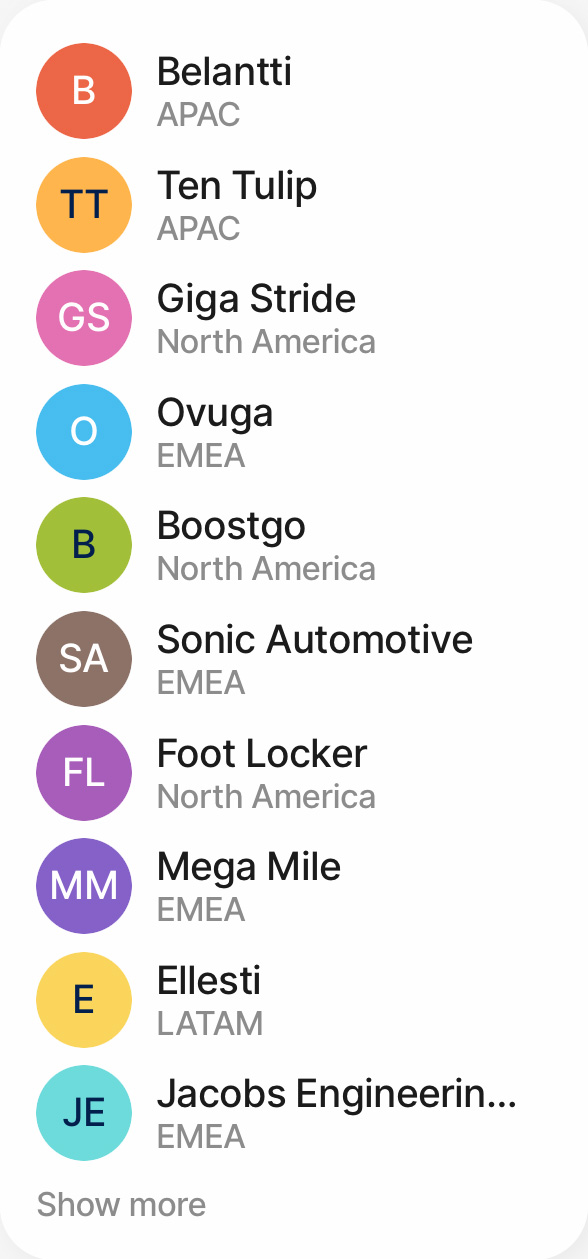 B
Belantti
APAC
TT
Ten Tulip
APAC
GS
Giga Stride
North America
O
Ovuga
EMEA
B
Boostgo
North America
SA
Sonic Automotive
EMEA
FL
Foot Locker
North America
MM
Mega Mile
EMEA
E
Ellesti
LATAM
JE
Jacobs Engineerin...
EMEA
Show more